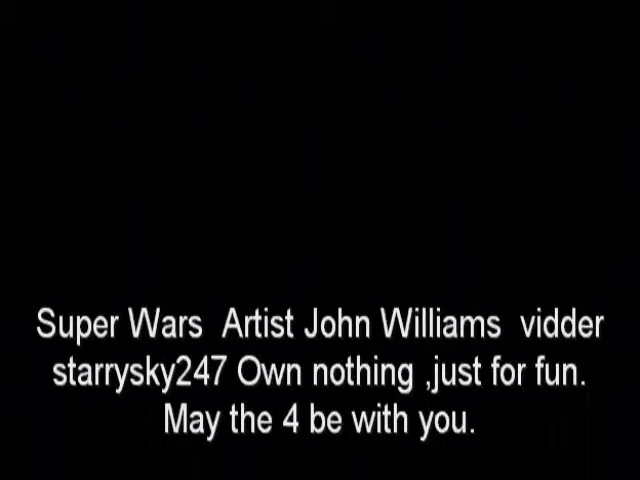 Super Wars  Artist John Williams  vidder
starrysky247 Own nothing ,just for fun.
May the 4 be with you.